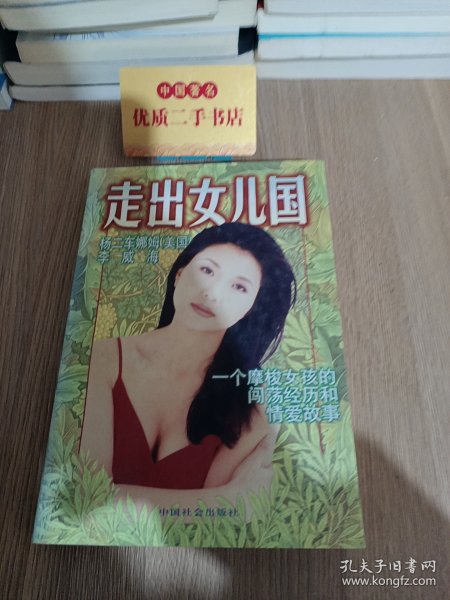 中国著名
优质二手书店
走出女儿国
杨二车娜姆(美国)
李威海
一个摩梭女孩的
闯荡经历和
情爱故事
中国社会出版社
孔夫子旧书网
www.kongfz.com